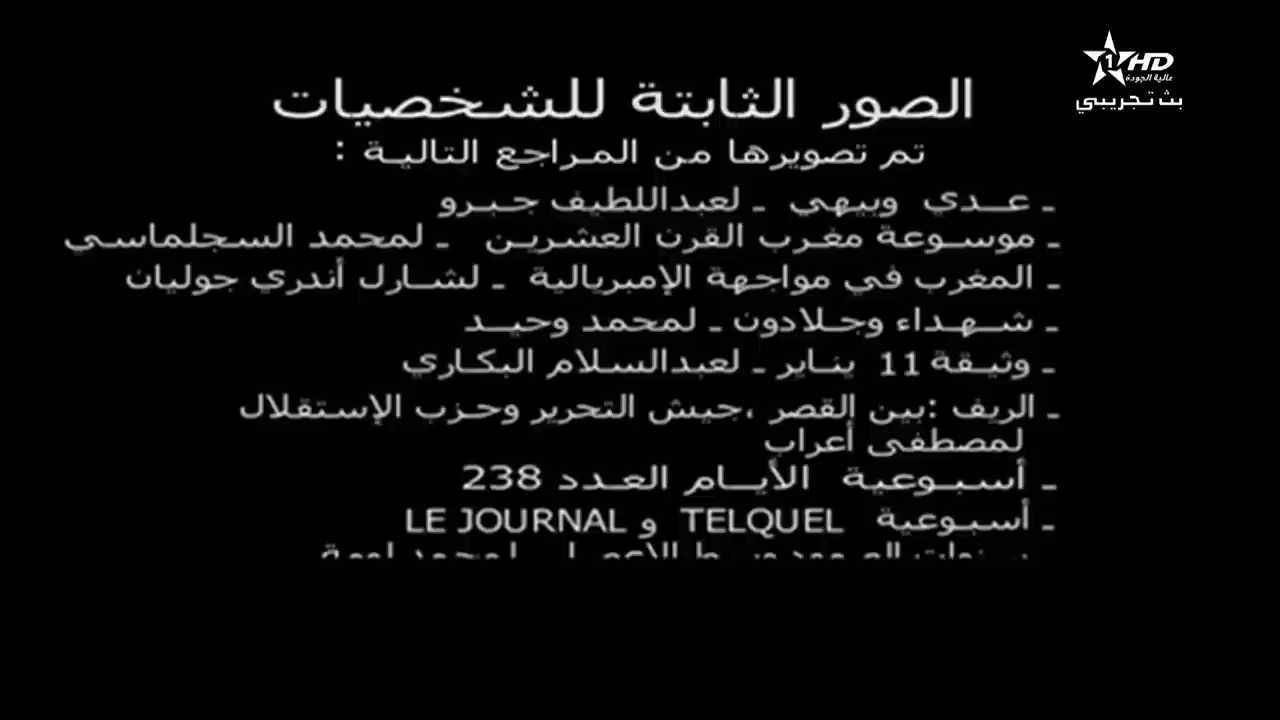 1 HD
عالية الجودة
بث تجريبي
الصور الثابتة للشخصيات
تم تصويرها من المراجع التالية :
ـ عدي وبيهي ـ لعبداللطيف جبرو
ـ موسوعة مغرب القرن العشرين ـ لمحمد السجلماسي
ـ المغرب في مواجهة الإمبريالية ـ لشارل أندري جوليان
ـ شهداء وجلادون ـ لمحمد وحيد
ـ وثيقة 11 يناير ـ لعبدالسلام البكاري
ـ الريف :بين القصر ،جيش التحرير وحزب الإستقلال
لمصطفى أعراب
ـ أسبوعية الأيام العدد 238
ـ أسبوعية TELQUEL و LE JOURNAL